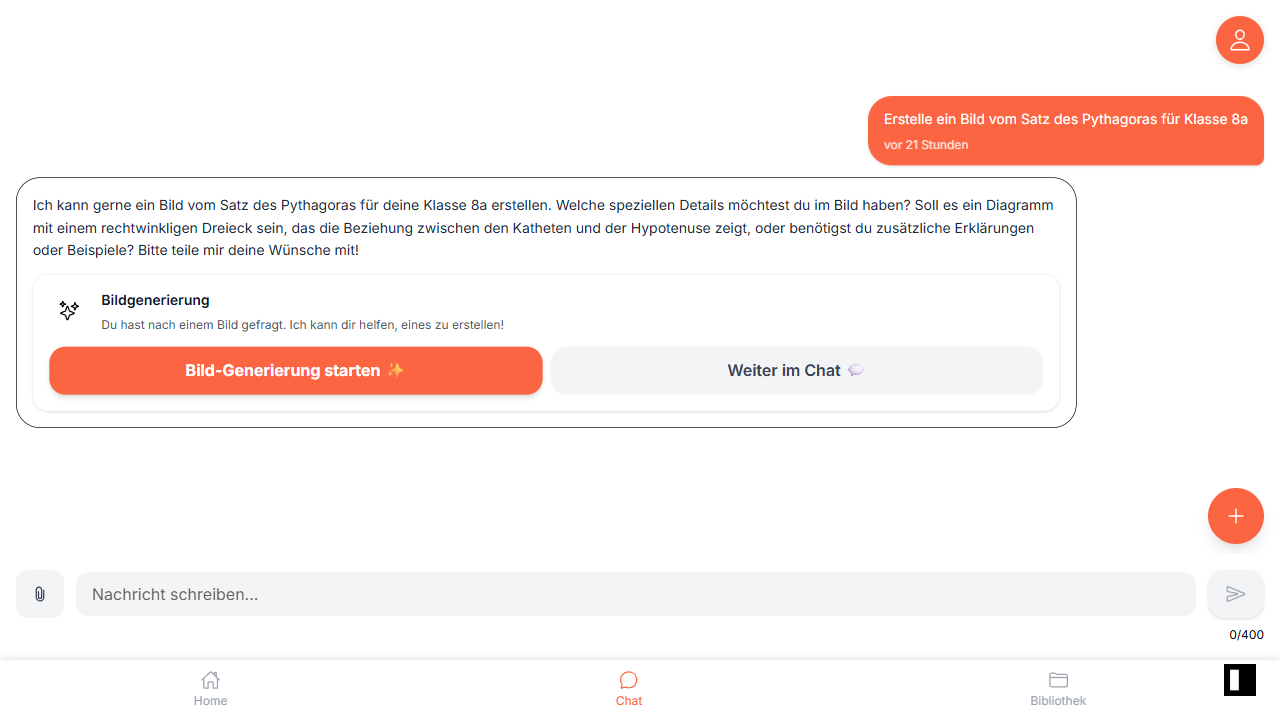 Erstelle ein Bild vom Satz des Pythagoras für Klasse 8a
vor 21 Stunden
Ich kann gerne ein Bild vom Satz des Pythagoras für deine Klasse 8a erstellen. Welche speziellen Details möchtest du im Bild haben? Soll es ein Diagramm
mit einem rechtwinkligen Dreieck sein, das die Beziehung zwischen den Katheten und der Hypotenuse zeigt, oder benötigst du zusätzliche Erklärungen
oder Beispiele? Bitte teile mir deine Wünsche mit!
Bildgenerierung
Du hast nach einem Bild gefragt. Ich kann dir helfen, eines zu erstellen!
Bild-Generierung starten ✨
Weiter im Chat 💬
Nachricht schreiben...
0/400
Home
Chat
Bibliothek